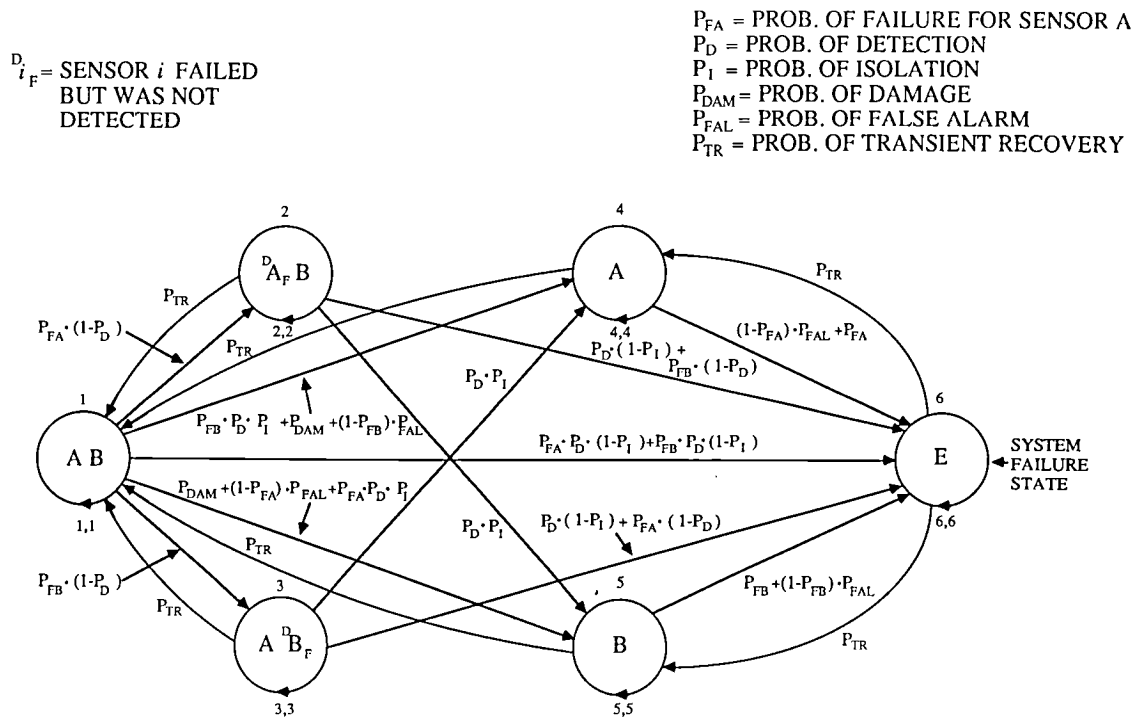 P_FA = PROB. OF FAILURE FOR SENSOR A
P_D = PROB. OF DETECTION
P_I = PROB. OF ISOLATION
P_DAM = PROB. OF DAMAGE
P_FAL = PROB. OF FALSE ALARM
P_TR = PROB. OF TRANSIENT RECOVERY
^D i_F = SENSOR i FAILED
BUT WAS NOT
DETECTED
2
^D A_F B
2,2
4
A
4,4
P_TR
P_TR
P_FA·(1-P_D)
P_TR
(1-P_FA)·P_FAL+P_FA
P_D·(1-P_I)+
P_FB·(1-P_D)
P_D·P_I
1
A B
1,1
P_FB·P_D·P_I+P_DAM+(1-P_FB)·P_FAL
P_FA·P_D·(1-P_I)+P_FB·P_D·(1-P_I)
6
E
6,6
SYSTEM
FAILURE
STATE
P_DAM+(1-P_FA)·P_FAL+P_FA·P_D·P_I
P_D·P_I
P_D·(1-P_I)+P_FA·(1-P_D)
P_TR
P_FB·(1-P_D)
P_TR
3
A ^D B_F
3,3
5
B
5,5
P_FB+(1-P_FB)·P_FAL
P_TR